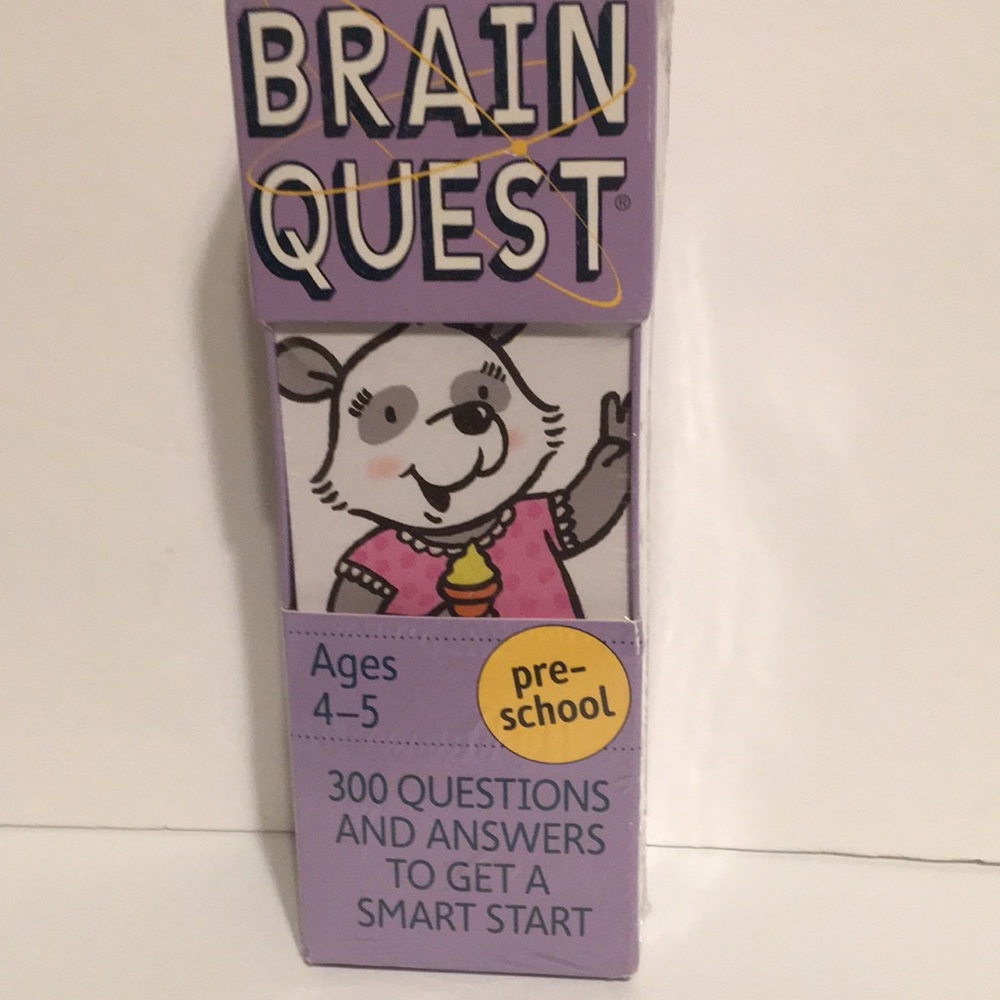 BRAIN
QUEST®
Ages
4–5
pre-
school
300 QUESTIONS
AND ANSWERS
TO GET A
SMART START